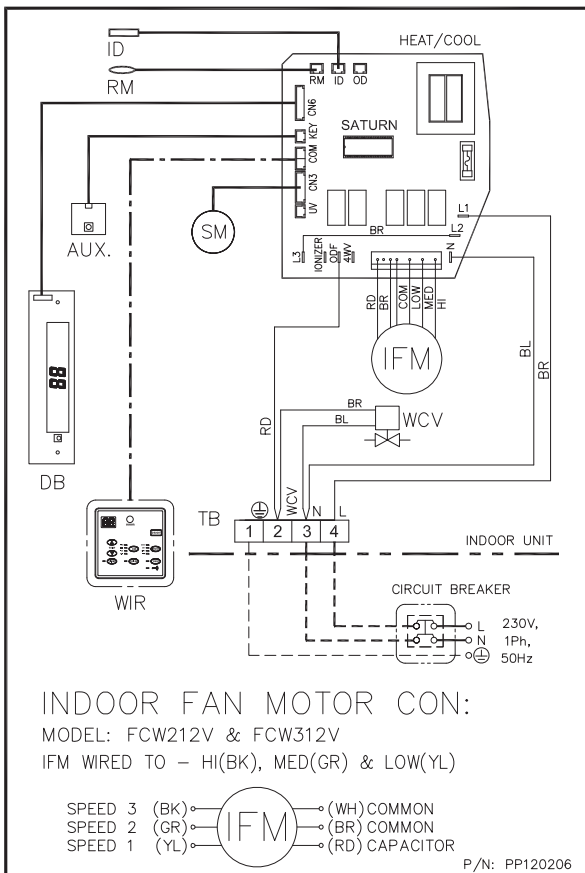 ID
HEAT/COOL
RM
RM ID OD
CN6
KEY
COM
CN3
UV
SATURN
AUX.
SM
L1
BR
L2
N
L3
IONIZER
ODF
4WV
RD
BR
COM
LOW
MED
HI
IFM
BL
BR
RD
BR
BL
WCV
88
DB
WIR
TB
WCV
N
L
1 2 3 4
INDOOR UNIT
CIRCUIT BREAKER
L
N
230V,
1Ph,
50Hz
INDOOR FAN MOTOR CON:
MODEL: FCW212V & FCW312V
IFM WIRED TO – HI(BK), MED(GR) & LOW(YL)
SPEED 3 (BK) (WH) COMMON
SPEED 2 (GR) IFM (BR) COMMON
SPEED 1 (YL) (RD) CAPACITOR
P/N: PP120206